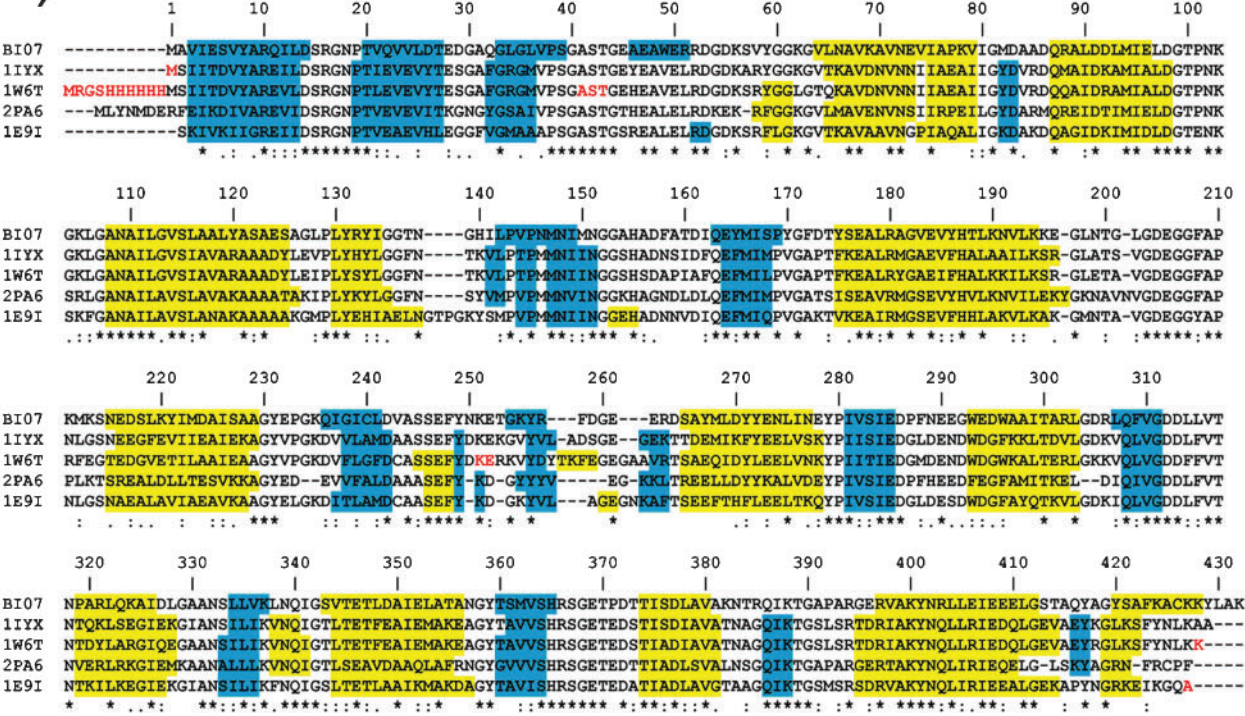 1 10 20 30 40 50 60 70 80 90 100
BI07 ----------MAVIESVYARQILDSRGNPTVQVVLDTEDGAQGLGLVPSGASTGEAEAWERRDGDKSVYGGKGVLNAVKAVNEVIAPKVIGMDAADQRALDDLMIELDGTPNK
1IYX ----------MSIITDVYAREILDSRGNPTIEVEVYTESGAFGRGMVPSGASTGEYEAVELRDGDKARYGGKGVTKAVDNVNNIIAEAIIGYDVRDQMAIDKAMIALDGTPNK
1W6T MRGSHHHHHHMSIITDVYAREVLDSRGNPTLEVEVYTESGAFGRGMVPSGASTGEHEAVELRDGDKSRYGGLGTQKAVDNVNNIIAEAIIGYDVRDQQAIDRAMIALDGTPNK
2PA6 ---MLYNMDERFEIKDIVAREIIDSRGNPTVEVEVITKGNGYGSAIVPSGASTGTHEALELRDKEK-RFGGKGVLMAVENVNSIIRPEILGYDARMQREIDTIMIELDGTPNK
1E9I -----------SKIVKIIGREIIDSRGNPTVEAEVHLEGGFVGMAAAPSGASTGSREALELRDGDKSRFLGKGVTKAVAAVNGPIAQALIGKDAKDQAGIDKIMIDLDGTENK
110 120 130 140 150 160 170 180 190 200 210
BI07 GKLGANAILGVSLAALYASAESAGLPLYRYIGGTN----GHILPVPNMNIMNGGAHADFATDIQEYMISPYGFDTYSEALRAGVEVYHTLKNVLKKE-GLNTG-LGDEGGFAP
1IYX GKLGANAILGVSIAVARAAADYLEVPLYHYLGGFN----TKVLPTPMMNIINGGSHADNSIDFQEFMIMPVGAPTFKEALRMGAEVFHALAAILKSR-GLATS-VGDEGGFAP
1W6T GKLGANAILGVSIAVARAAADYLEIPLYSYLGGFN----TKVLPTPMMNIINGGSHSDAPIAFQEFMILPVGAPTFKEALRYGAEIFHALKKILKSR-GLETA-VGDEGGFAP
2PA6 SRLGANAILAVSLAVAKAAAATAKIPLYKYLGGFN----SYVMPVPMMNVINGGKHAGNDLDLQEFMIMPVGATSISEAVRMGSEVYHVLKNVILEKYGKNAVNVGDEGGFAP
1E9I SKFGANAILAVSLANAKAAAAAKGMPLYEHIAELNGTPGKYSMPVPMMNIINGGEHADNNVDIQEFMIQPVGAKTVKEAIRMGSEVFHHLAKVLKAK-GMNTA-VGDEGGYAP
220 230 240 250 260 270 280 290 300 310
BI07 KMKSNEDSLKYIMDAISAAGYEPGKQIGICLDVASSEFYNKETGKYR---FDGE---ERDSAYMLDYYENLINEYPIVSIEDPFNEEGWEDWAAITARLGDRLQFVGDDLLVT
1IYX NLGSNEEGFEVIIEAIEKAGYVPGKDVVLAMDAASSEFYDKEKGVYVL-ADSGE-GEKTTDEMIKFYEELVSKYPIISIEDGLDENDWDGFKKLTDVLGDKVQLVGDDLFVT
1W6T RFEGTEDGVETILAAIEAAGYVPGKDVFLGFDCASSEFYDKERKVYDYTKFEGEGAAVRTSAEQIDYLEELVNKYPIITIEDGMDENDWDGWKALTERLGKKVQLVGDDFFVT
2PA6 PLKTSREALDLLTESVKKAGYED--EVVFALDAAASEFY-KD-GYYYV-----EG-KKLTREELLDYYKALVDEYPIVSIEDPFHEEDFEGFAMITKEL--DIQIVGDDLFVT
1E9I NLGSNAEALAVIAEAVKAAGYELGKDITLAMDCAASEFY-KD-GKYVL---AGEGNKAFTSEEFTHFLEELTKQYPIVSIEDGLDESDWDGFAYQTKVLGDKIQLVGDDLFVT
320 330 340 350 360 370 380 390 400 410 420 430
BI07 NPARLQKAIDLGAANSLLVKLNQIGSVTETLDAIELATANGYTSMVSHRSGETPDTTISDLAVAKNTRQIKTGAPARGERVAKYNRLLEIEEELGSTAQYAGYSAFKACKKYLAK
1IYX NTQKLSEGIEKGIANSILIKVNQIGTLTETFEAIEMAKEAGYTAVVSHRSGETEDSTISDIAVATNAGQIKTGSLSRTDRIAKYNQLLRIEDQLGEVAEYKGLKSFYNLKAA--
1W6T NTDYLARGIQEGAANSILIKVNQIGTLTETFEAIEMAKEAGYTAVVSHRSGETEDSTIADIAVATNAGQIKTGSLSRTDRIAKYNQLLRIEDQLGEVAEYRGLKSFYNLKK----
2PA6 NVERLRKGIEMKAANALLLKVNQIGTLSEAVDAAQLAFRNGYGVVVSHRSGETEDTTIADLSVALNSGQIKTGAPARGERTAKYNQLIRIEQELG-LSKYAGRN-FRCPF-----
1E9I NTKILKEGIEKGIANSILIKFNQIGSLTETLAAIKMAKDAGYTAVISHRSGETEDATIADLAVGTAAGQIKTGSMSRSDRVAKYNQLIRIEEALGEKAPYNGRKEIKGQA-----